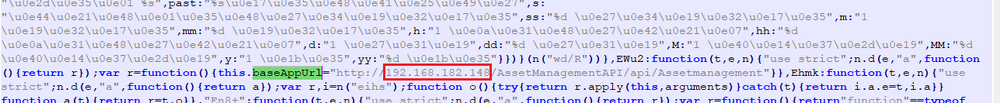 "\u0e2d\u0e35\u0e01 %s",past:"%s\u0e17\u0e35\u0e48\u0e41\u0e25\u0e49\u0e27",s:
"\u0e44\u0e21\u0e48\u0e01\u0e35\u0e48\u0e27\u0e34\u0e19\u0e32\u0e17\u0e35",ss:"%d \u0e27\u0e34\u0e19\u0e32\u0e17\u0e35",m:"1
\u0e19\u0e32\u0e17\u0e35",mm:"%d \u0e19\u0e32\u0e17\u0e35",h:"1 \u0e0a\u0e31\u0e48\u0e27\u0e42\u0e21\u0e07",hh:"%d
\u0e0a\u0e31\u0e48\u0e27\u0e42\u0e21\u0e07",d:"1 \u0e27\u0e31\u0e19",dd:"%d \u0e27\u0e31\u0e19",M:"1 \u0e40\u0e14\u0e37\u0e2d\u0e19",MM:"%d
\u0e40\u0e14\u0e37\u0e2d\u0e19",y:"1 \u0e1b\u0e35",yy:"%d \u0e1b\u0e35"}})}(n("wd/R"))},EWu2:function(t,e,n){"use strict";n.d(e,"a",function
(){return r});var r=function(){this.baseAppUrl="http://192.168.182.148/AssetManagementAPI/api/Assetmanagement"}},Ehmk:function(t,e,n){"use
strict";n.d(e,"a",function(){return a});var r,i=n("eihs");function o(){try{return r.apply(this,arguments)}catch(t){return i.a.e=t,i.a}}
function a(t){return r=t,o}},"En8+":function(t,e,n){"use strict";n.d(e,"a",function(){return r});var r=function(){return"function"==typeof